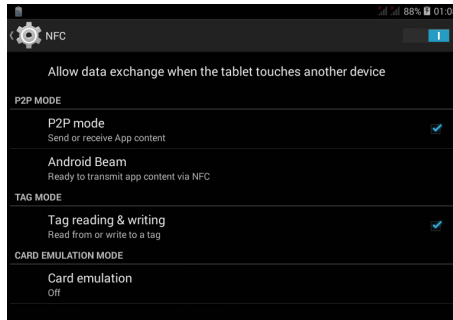 88% 01:0
NFC
Allow data exchange when the tablet touches another device
P2P MODE
P2P mode
Send or receive App content
Android Beam
Ready to transmit app content via NFC
TAG MODE
Tag reading & writing
Read from or write to a tag
CARD EMULATION MODE
Card emulation
Off